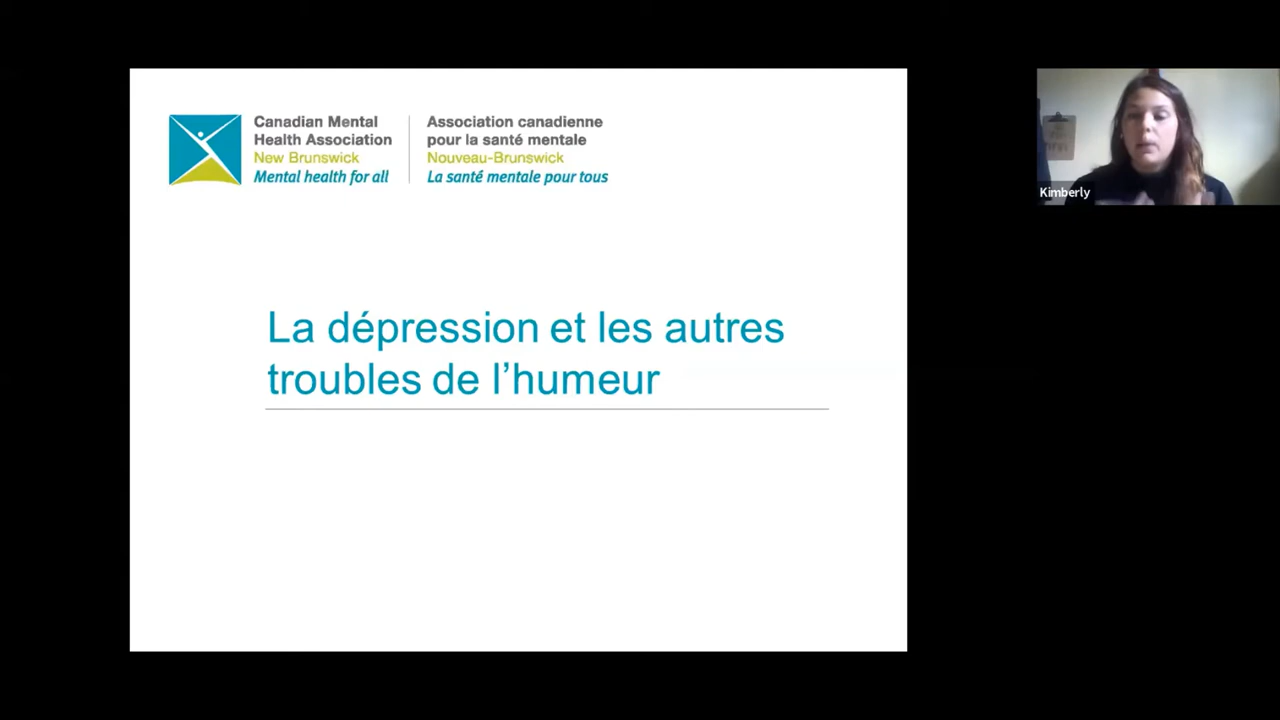 Canadian Mental
Health Association
New Brunswick
Mental health for all
Association canadienne
pour la santé mentale
Nouveau-Brunswick
La santé mentale pour tous
La dépression et les autres
troubles de l’humeur
Kimberly